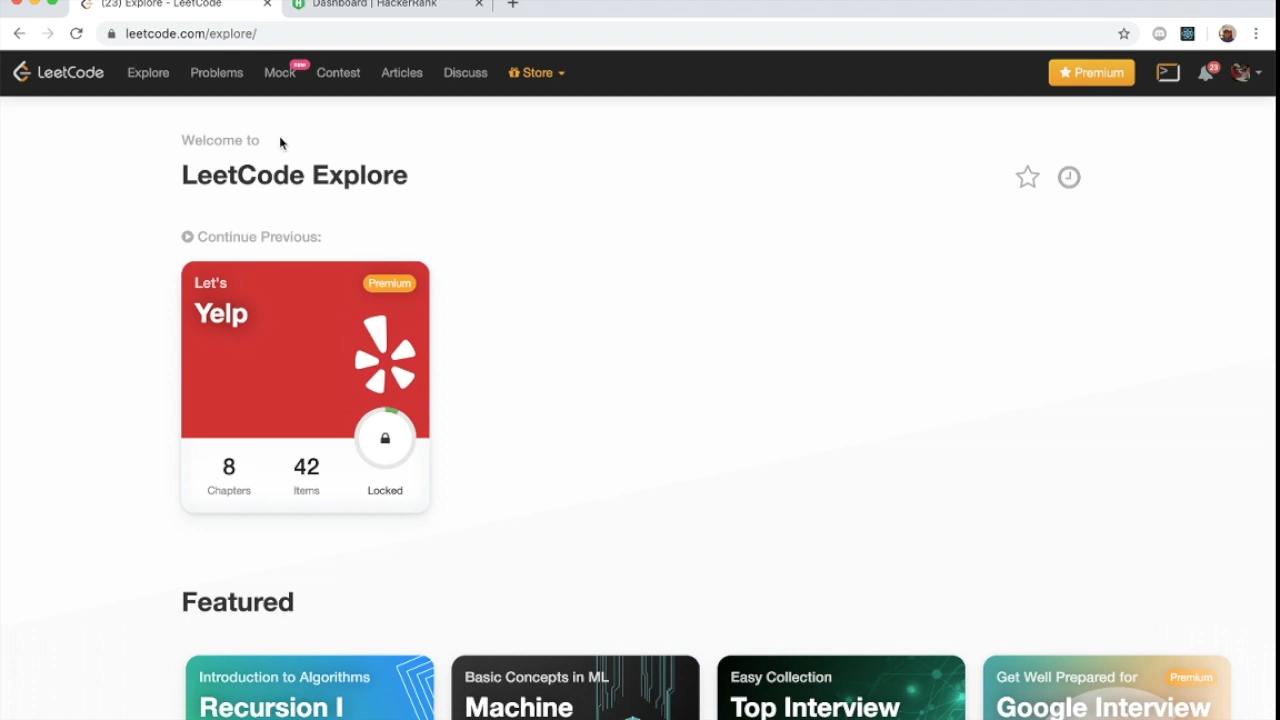 (23) Explore - LeetCode
Dashboard | HackerRank
leetcode.com/explore/
LeetCode Explore Problems Mock new Contest Articles Discuss Store Premium 23
Welcome to
LeetCode Explore
Continue Previous:
Let's Premium
Yelp
8 42
Chapters Items Locked
Featured
Introduction to Algorithms
Recursion I
Basic Concepts in ML
Machine
Easy Collection
Top Interview
Get Well Prepared for Premium
Google Interview